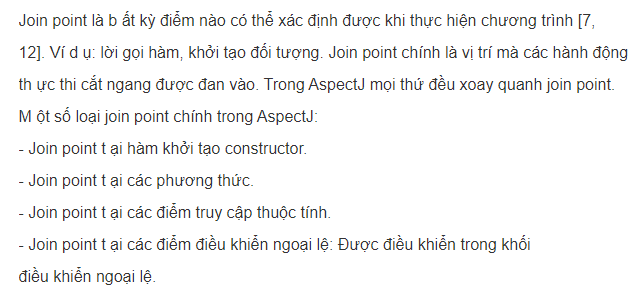 Join point là b ất kỳ điểm nào có thể xác định được khi thực hiện chương trình [7,
12]. Ví d ụ: lời gọi hàm, khởi tạo đối tượng. Join point chính là vị trí mà các hành động
th ực thi cắt ngang được đan vào. Trong AspectJ mọi thứ đều xoay quanh join point.
M ột số loại join point chính trong AspectJ:
- Join point t ại hàm khởi tạo constructor.
- Join point t ại các phương thức.
- Join point t ại các điểm truy cập thuộc tính.
- Join point t ại các điểm điều khiển ngoại lệ: Được điều khiển trong khối
điều khiển ngoại lệ.